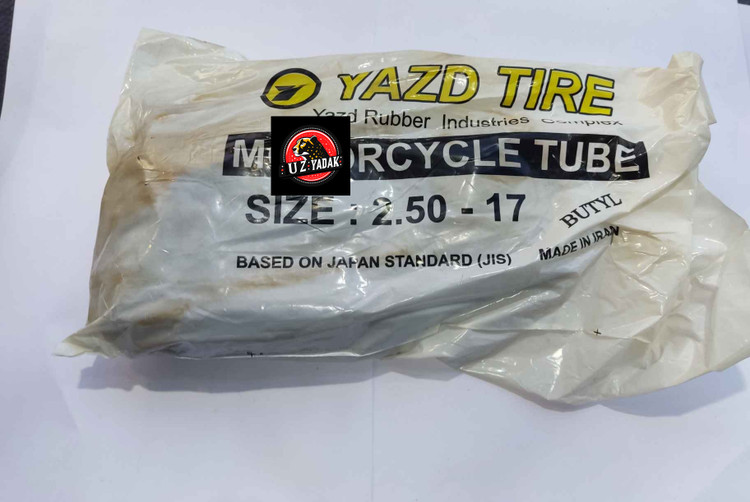 YAZD TIRE
Yazd Rubber Industries Complex
MOTORCYCLE TUBE
UZ YADAK
SIZE : 2.50 - 17
BUTYL
MADE IN IRAN
BASED ON JAPAN STANDARD (JIS)